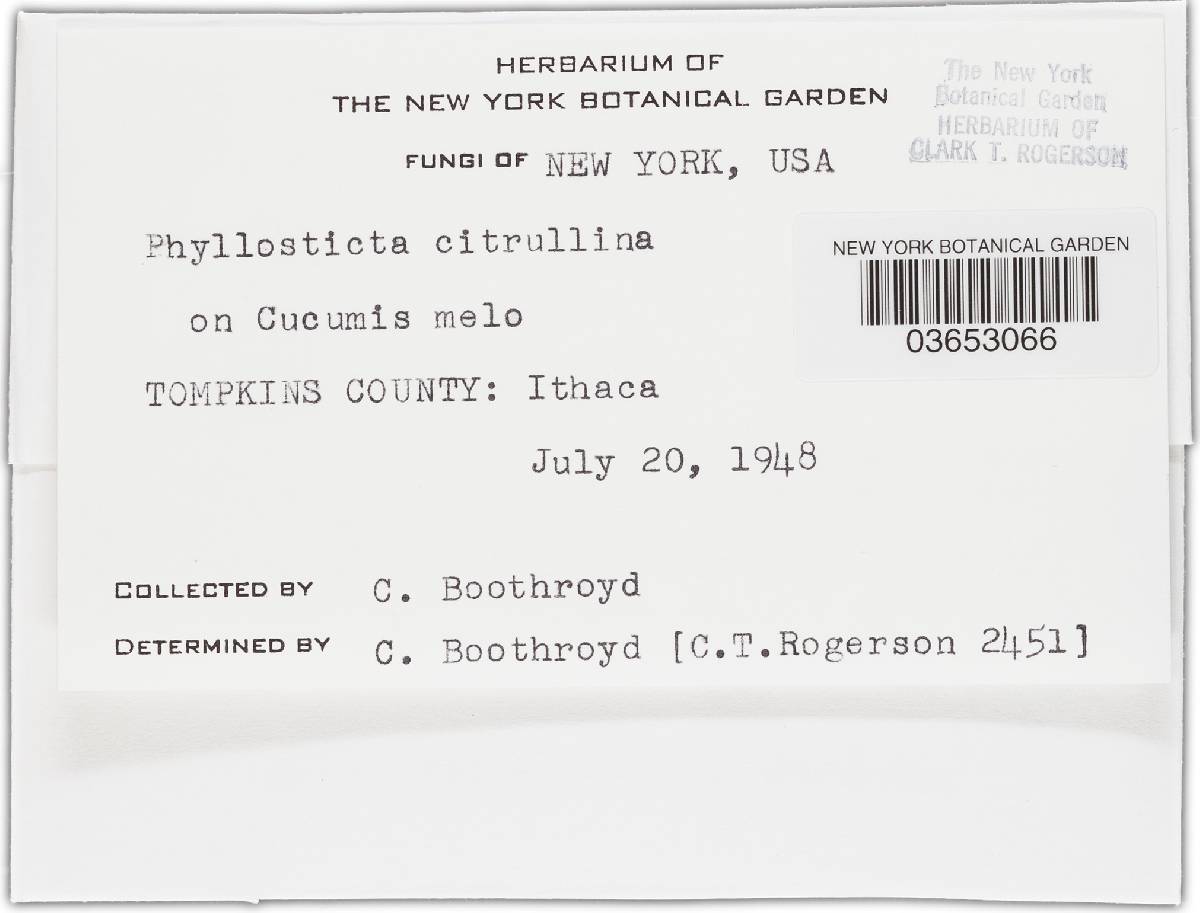 HERBARIUM OF
THE NEW YORK BOTANICAL GARDEN
FUNGI OF NEW YORK, USA
The New York
Botanical Garden
HERBARIUM OF
CLARK T. ROGERSON
Phyllosticta citrullina
on Cucumis melo
TOMPKINS COUNTY: Ithaca
July 20, 1948
NEW YORK BOTANICAL GARDEN
03653066
COLLECTED BY C. Boothroyd
DETERMINED BY C. Boothroyd [C.T.Rogerson 2451]